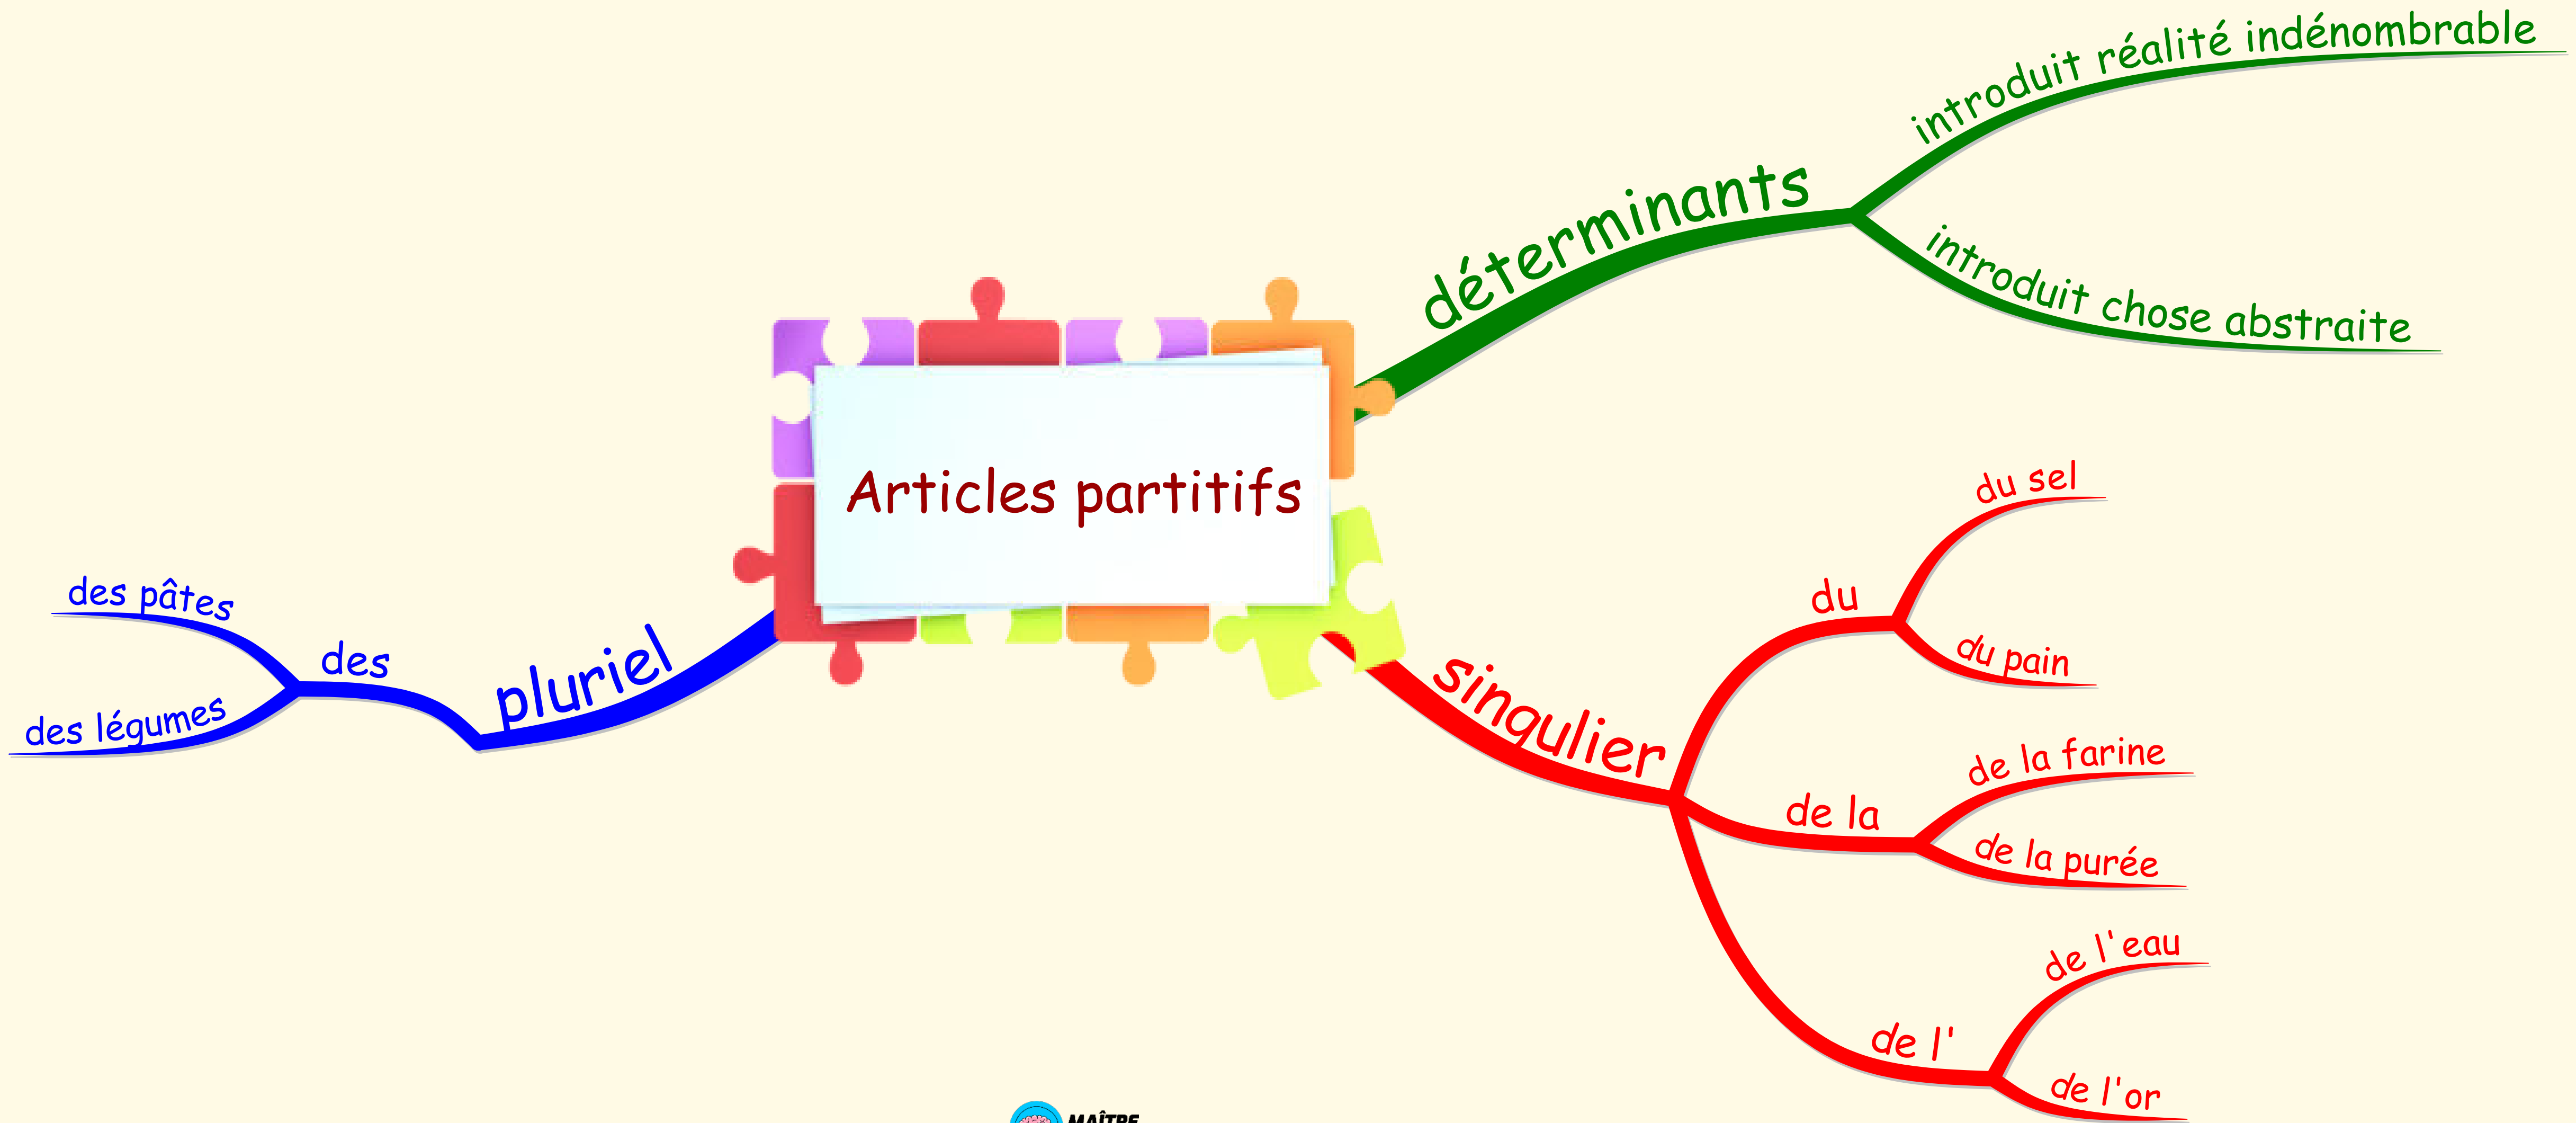 Articles partitifs
déterminants
introduit réalité indénombrable
introduit chose abstraite
singulier
du
du sel
du pain
de la
de la farine
de la purée
de l'
de l'eau
de l'or
pluriel
des
des pâtes
des légumes
MAÎTRE